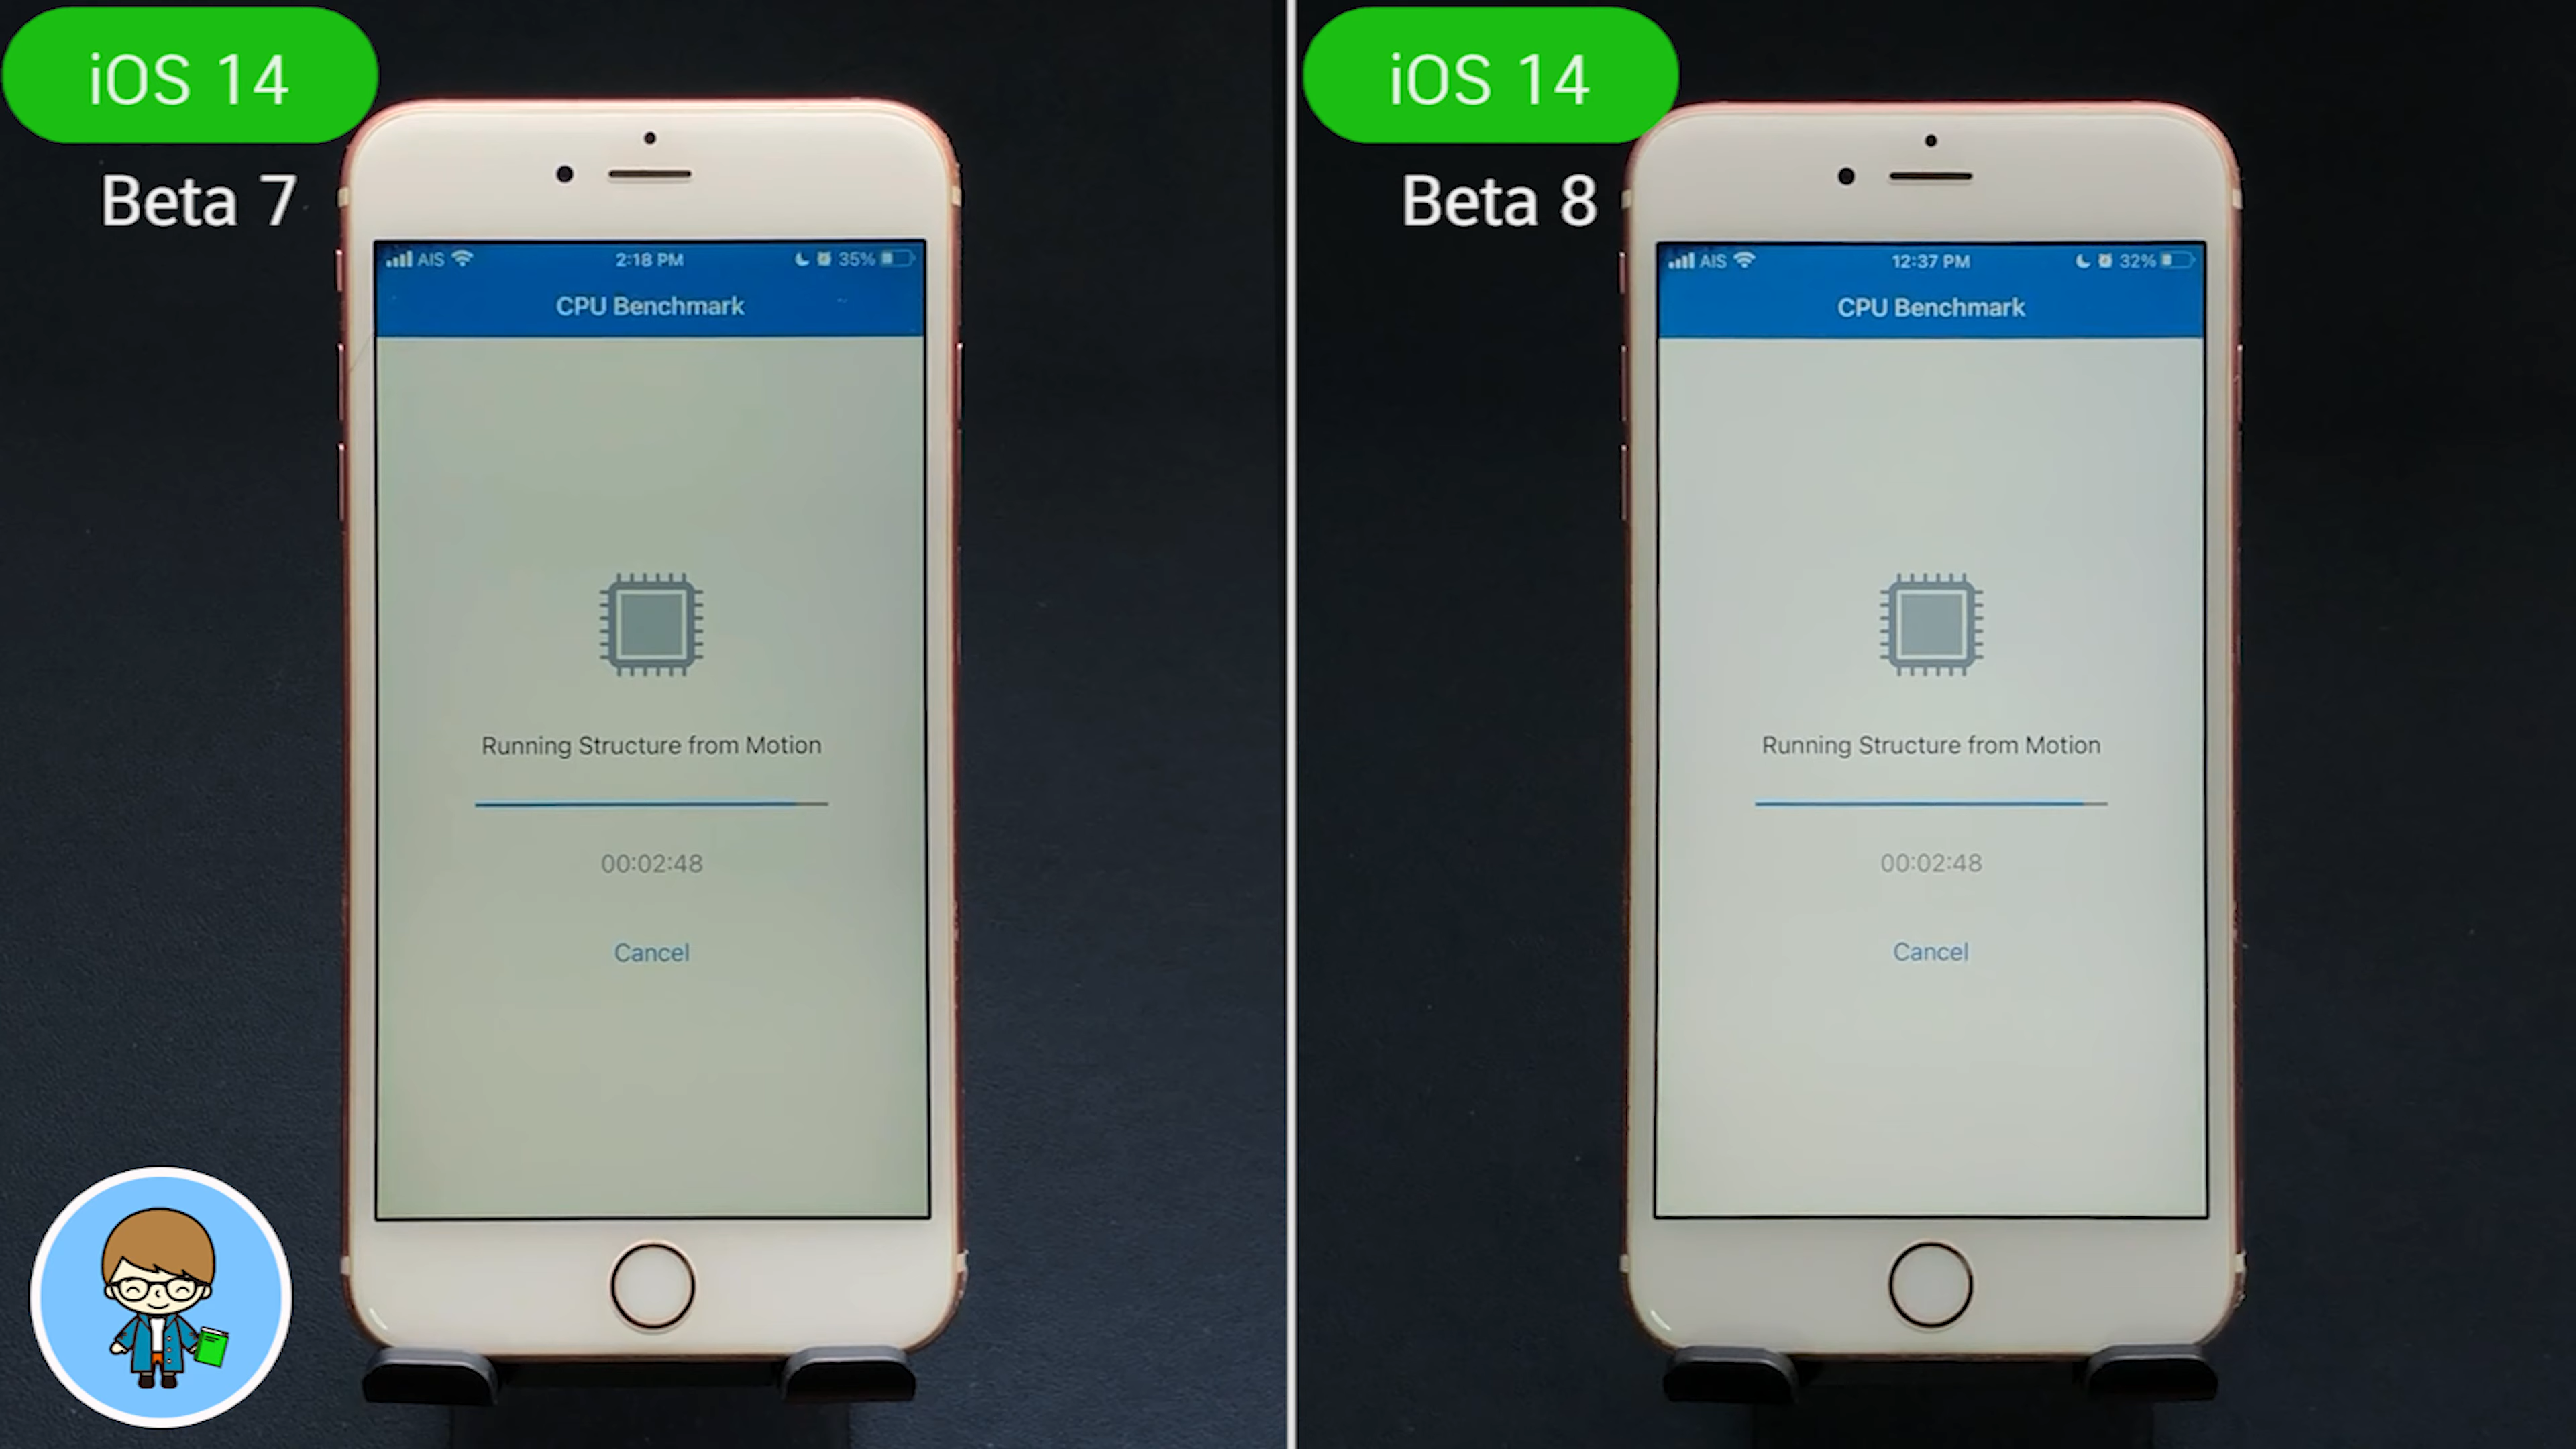 iOS 14
Beta 7
AIS 2:18 PM 35%
CPU Benchmark
Running Structure from Motion
00:02:48
Cancel
iOS 14
Beta 8
AIS 12:37 PM 32%
CPU Benchmark
Running Structure from Motion
00:02:48
Cancel